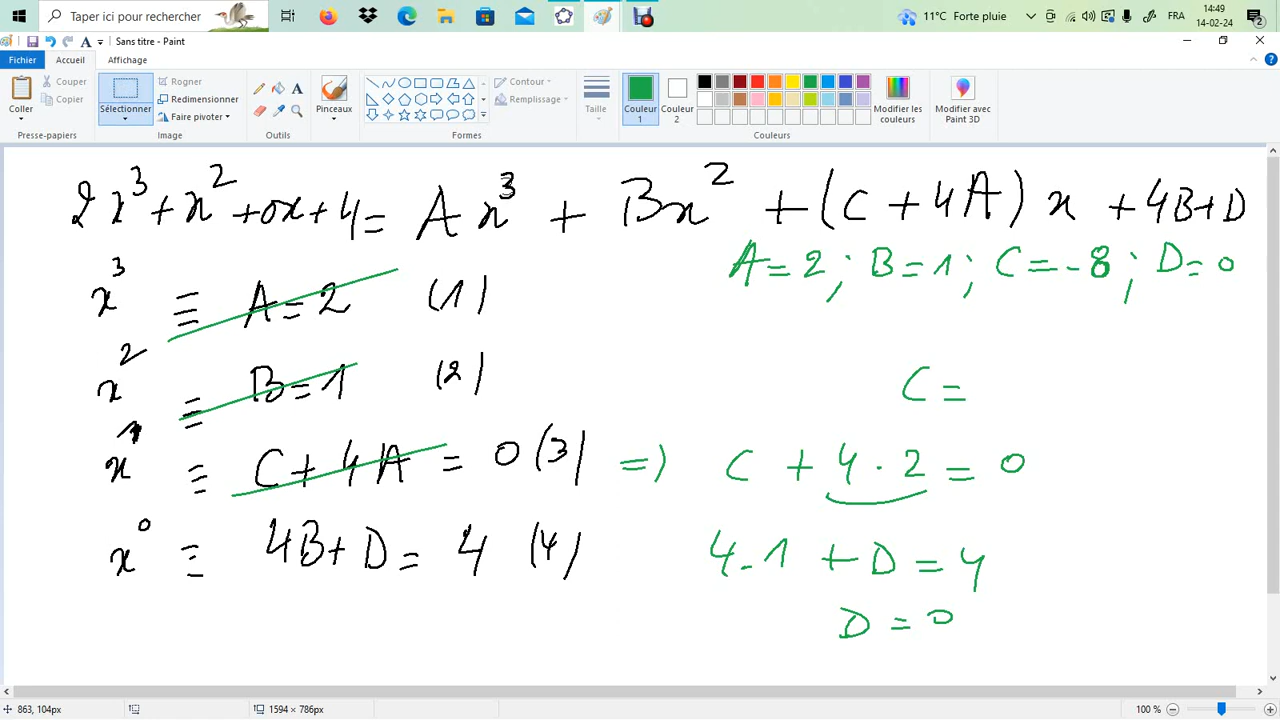 Taper ici pour rechercher
11°C Forte pluie
FRA
14:49
14-02-24
2
Sans titre - Paint
Fichier
Accueil
Affichage
Coller
Couper
Copier
Presse-papiers
Sélectionner
Rogner
Redimensionner
Faire pivoter
Image
A
Outils
Pinceaux
Contour
Remplissage
Formes
Taille
Couleur 1
Couleur 2
Modifier les couleurs
Couleurs
Modifier avec Paint 3D
2x³+x²+0x+4= Ax³ + Bx² +(C+4A) x +4B+D
A=2; B=1; C=-8; D=0
x³ ≡ A=2 (1)
x² ≡ B=1 (2)
C =
x¹ ≡ C+4A = 0 (3) => C + 4.2 = 0
x⁰ ≡ 4B+D= 4 (4) 4.1 + D = 4
D = 0
863, 104px
1594 × 786px
100 %